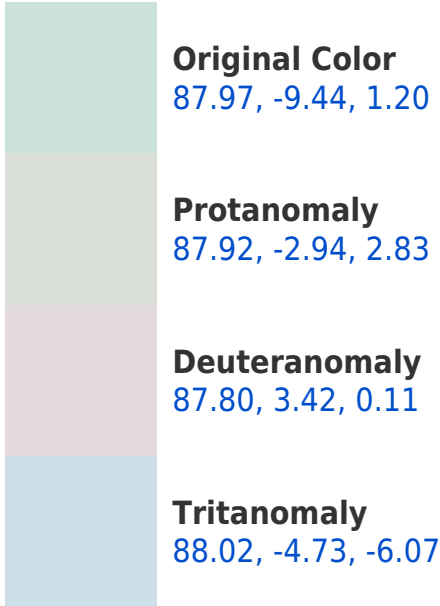 Original Color
87.97, -9.44, 1.20
Protanomaly
87.92, -2.94, 2.83
Deuteranomaly
87.80, 3.42, 0.11
Tritanomaly
88.02, -4.73, -6.07